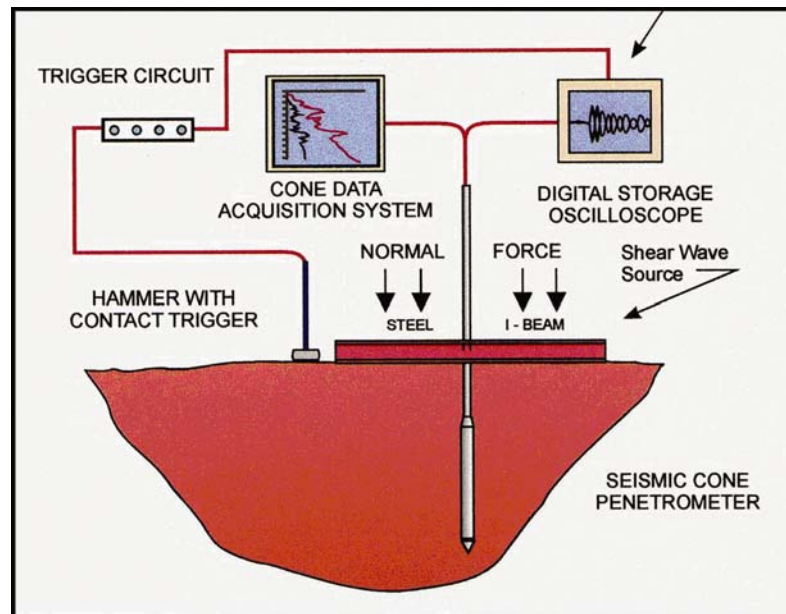 TRIGGER CIRCUIT
CONE DATA
ACQUISITION SYSTEM
DIGITAL STORAGE
OSCILLOSCOPE
NORMAL FORCE
Shear Wave
Source
HAMMER WITH
CONTACT TRIGGER
STEEL I - BEAM
SEISMIC CONE
PENETROMETER